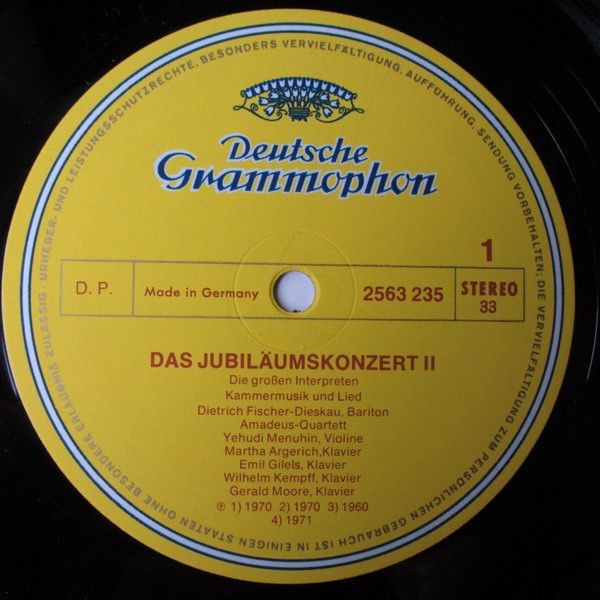 URHEBER- UND LEISTUNGSSCHUTZRECHTE, BESONDERS VERVIELFÄLTIGUNG, AUFFÜHRUNG, SENDUNG VORBEHALTEN; DIE VERVIELFÄLTIGUNG ZUM PERSÖNLICHEN GEBRAUCH IST IN EINIGEN STAATEN OHNE BESONDERE ERLAUBNIS ZULÄSSIG.
Deutsche
Grammophon
1
D. P.
Made in Germany
2563 235
STEREO
33
DAS JUBILÄUMSKONZERT II
Die großen Interpreten
Kammermusik und Lied
Dietrich Fischer-Dieskau, Bariton
Amadeus-Quartett
Yehudi Menuhin, Violine
Martha Argerich,Klavier
Emil Gilels, Klavier
Wilhelm Kempff, Klavier
Gerald Moore, Klavier
℗ 1) 1970 2) 1970 3) 1960
4) 1971